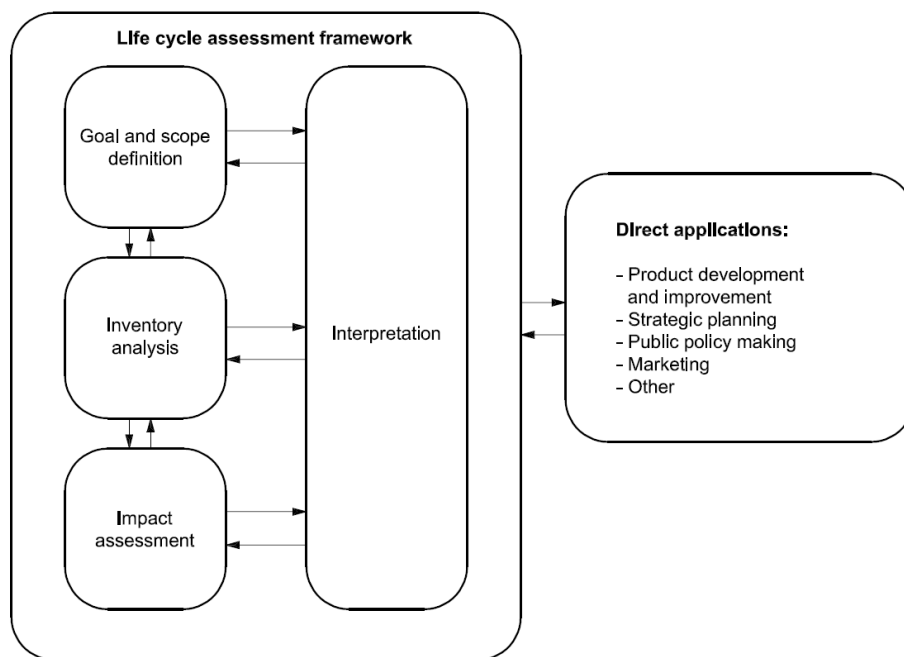 Life cycle assessment framework
Goal and scope
definition
Inventory
analysis
Interpretation
Impact
assessment
Direct applications:
- Product development
and improvement
- Strategic planning
- Public policy making
- Marketing
- Other